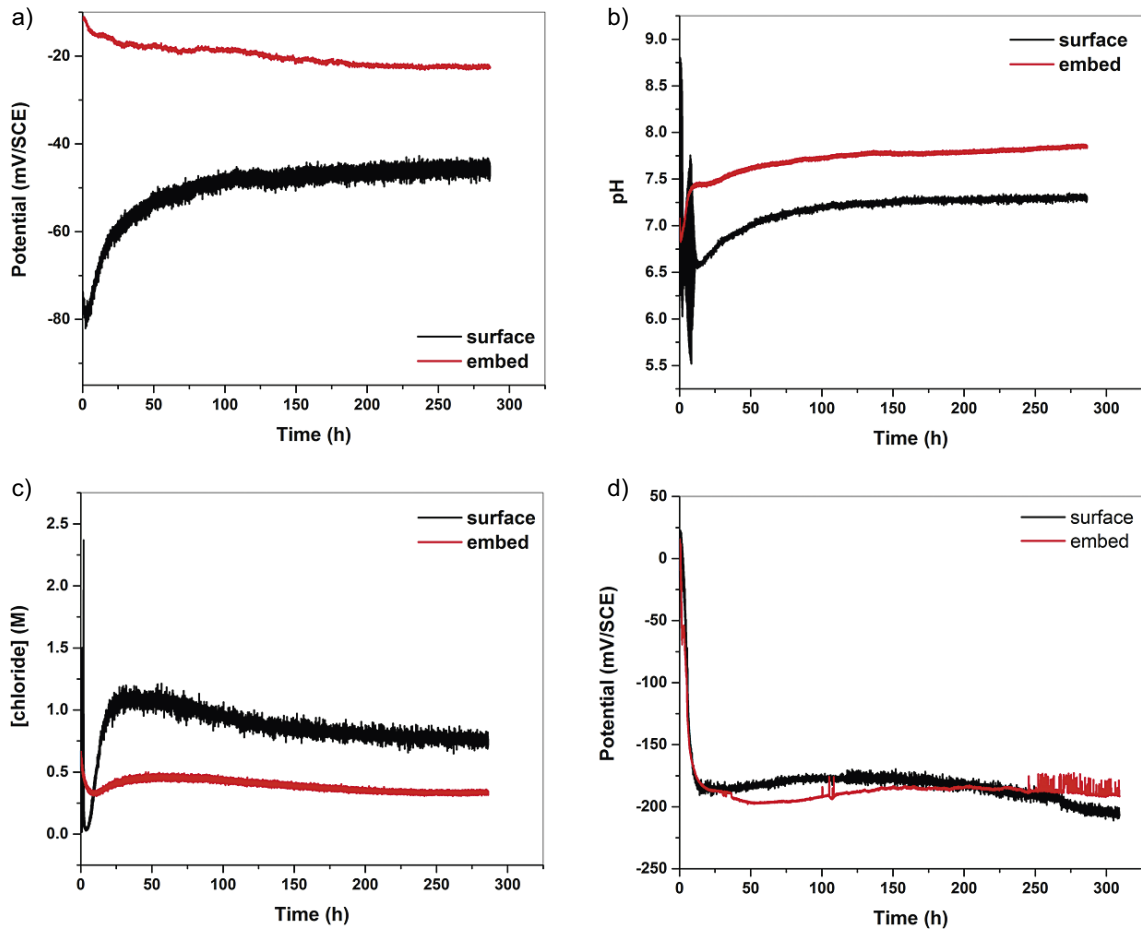 a)
Potential (mV/SCE)
-20
-40
-60
-80
surface
embed
0 50 100 150 200 250 300
Time (h)
b)
pH
9.0
8.5
8.0
7.5
7.0
6.5
6.0
5.5
surface
embed
0 50 100 150 200 250 300
Time (h)
c)
[chloride] (M)
2.5
2.0
1.5
1.0
0.5
0.0
surface
embed
0 50 100 150 200 250 300
Time (h)
d)
Potential (mV/SCE)
50
0
-50
-100
-150
-200
-250
surface
embed
0 50 100 150 200 250 300
Time (h)